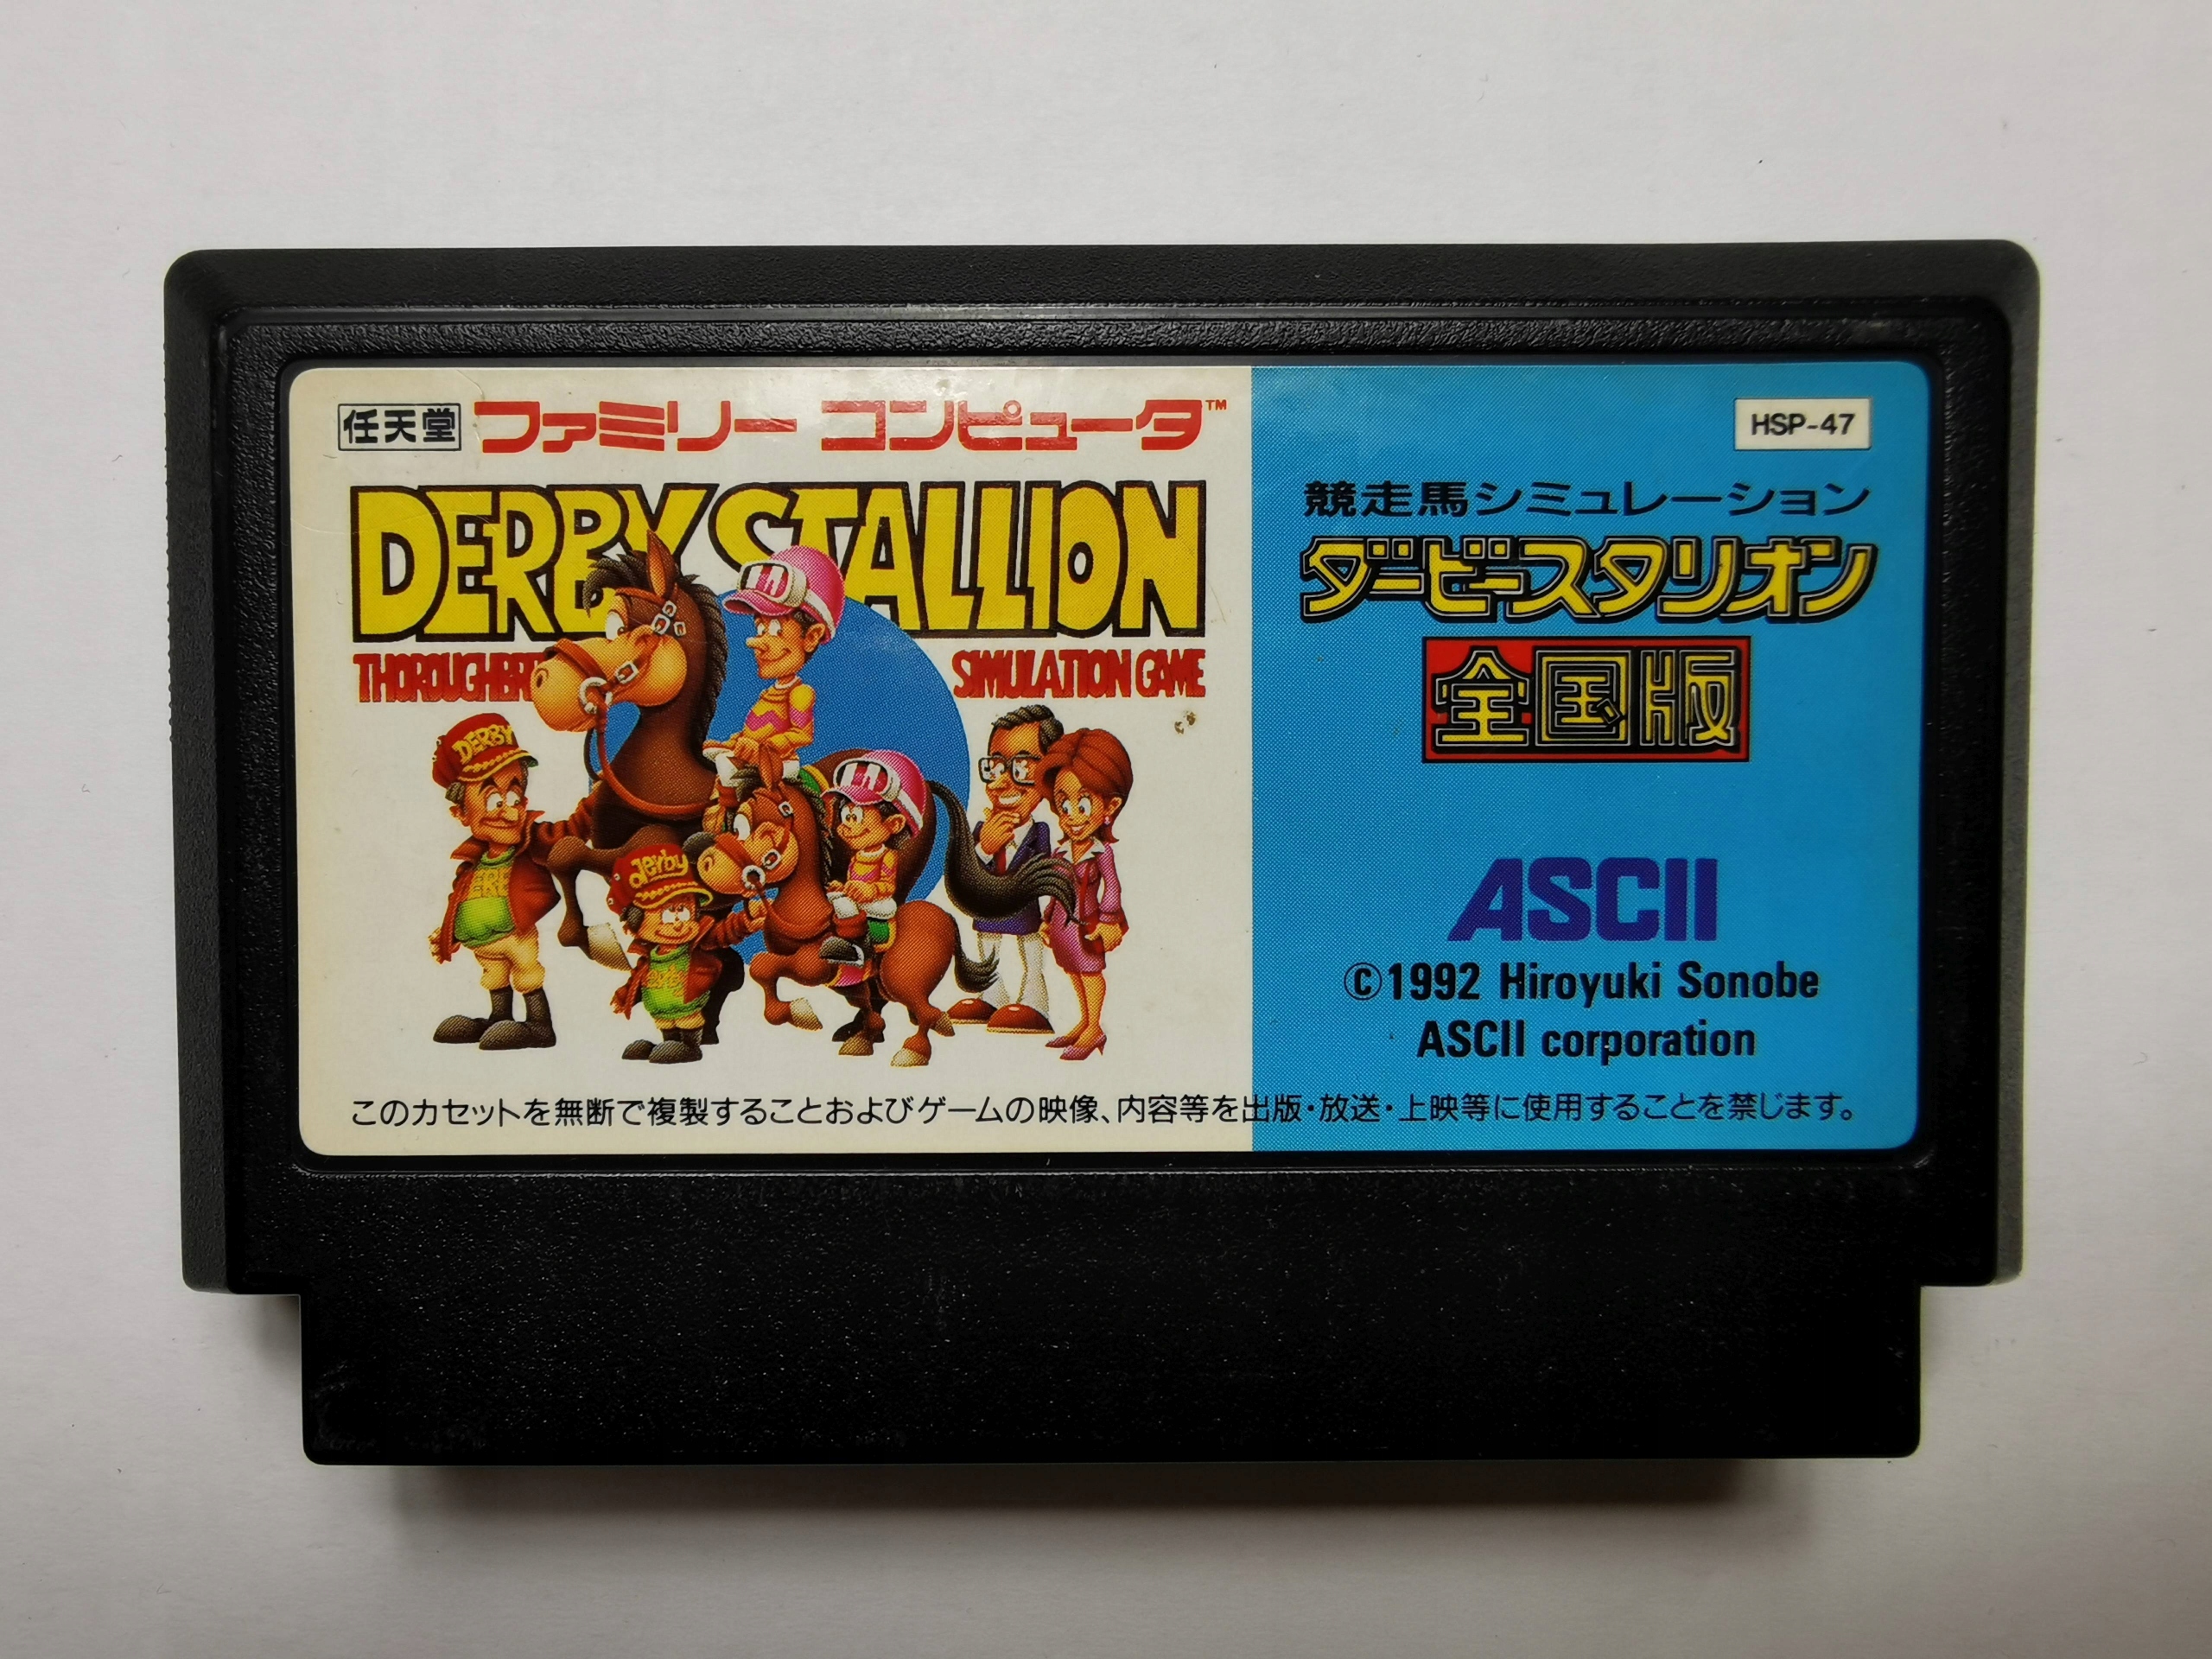 任天堂 ファミリー コンピュータ™
DERBY STALLION
THOROUGHBR SIMULATION GAME
DERBY
derby
HSP-47
競走馬シミュレーション
ダービースタリオン
全国版
ASCII
©1992 Hiroyuki Sonobe
ASCII corporation
このカセットを無断で複製することおよびゲームの映像、内容等を出版・放送・上映等に使用することを禁じます。